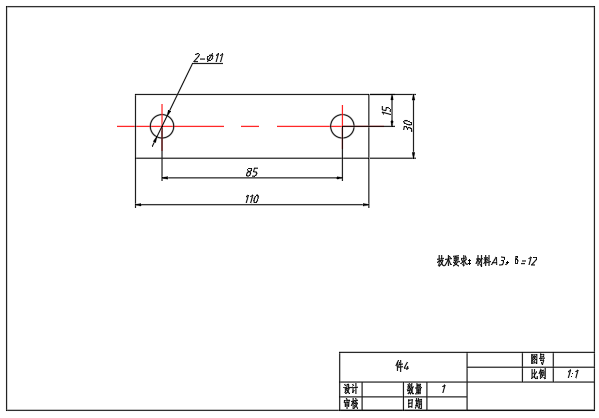 2-Φ11
15
30
85
110
技术要求: 材料A3, δ=12
件4
图号
比例 1:1
设计 数量 1
审核 日期